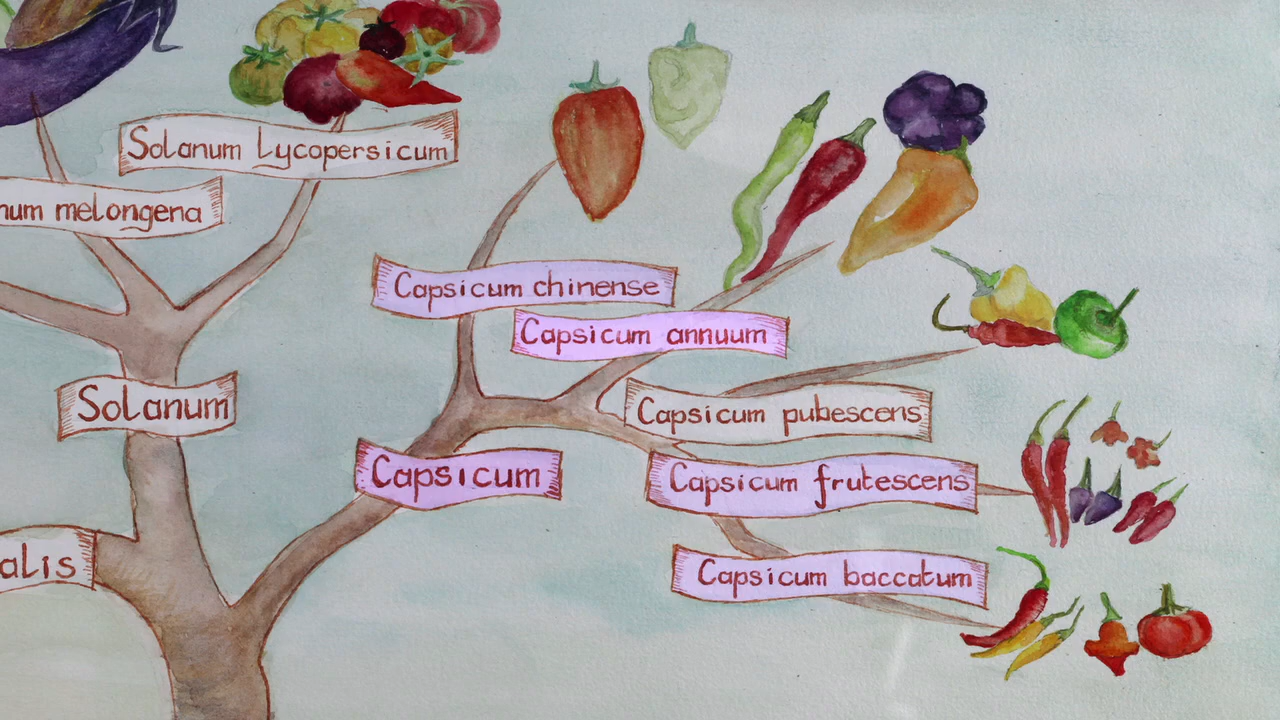 Solanum Lycopersicum
num melongena
Capsicum chinense
Capsicum annuum
Solanum
Capsicum pubescens
Capsicum
Capsicum frutescens
alis
Capsicum baccatum